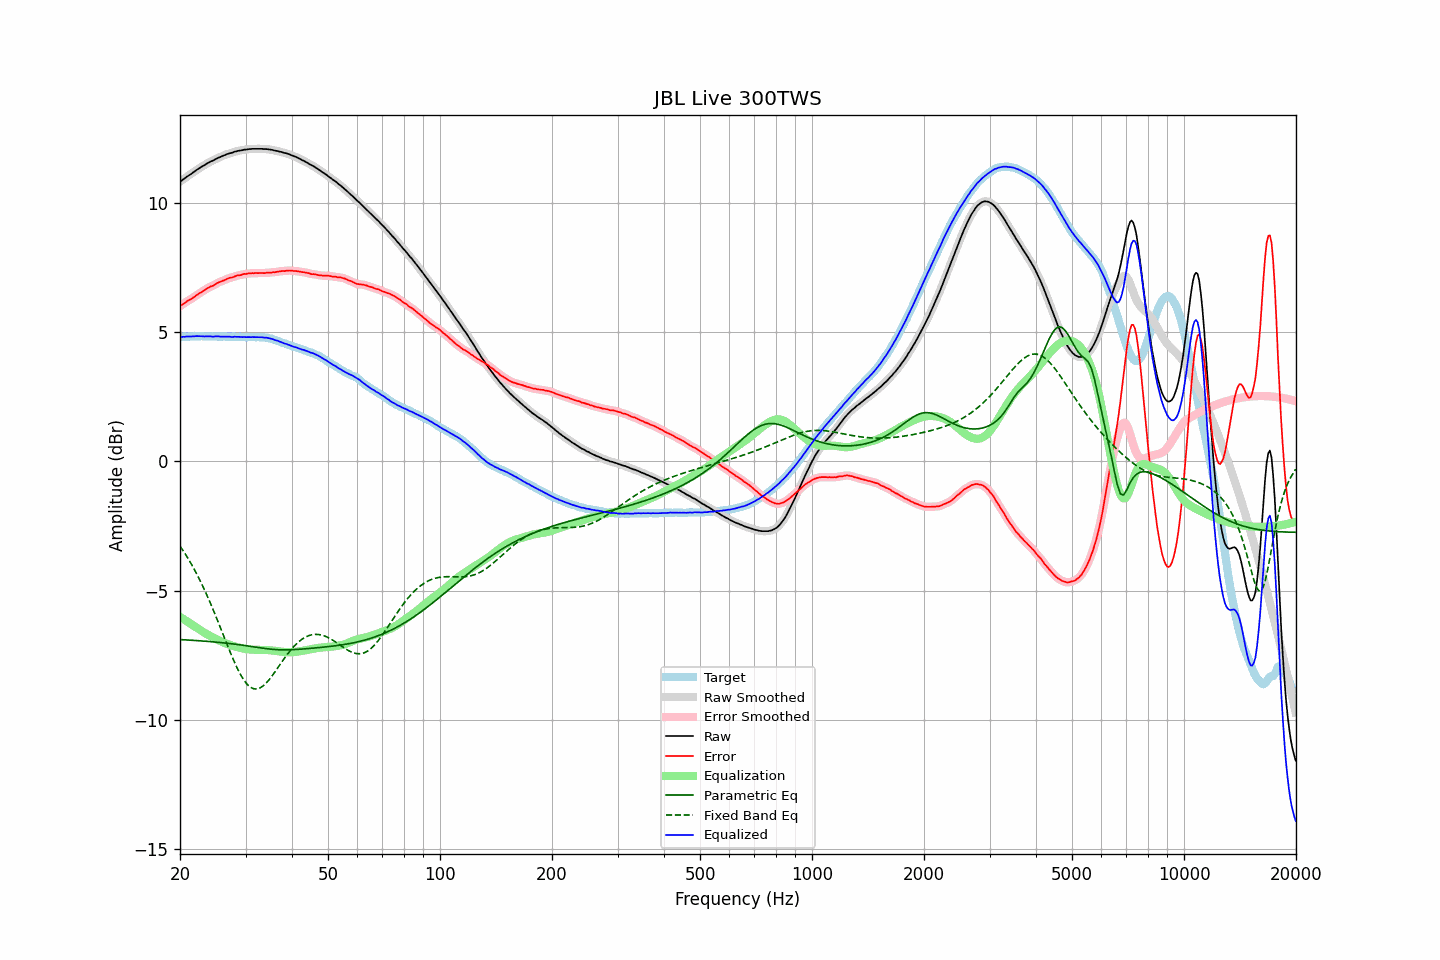 JBL Live 300TWS
Amplitude (dBr)
10
5
0
−5
−10
−15
20
50
100
200
500
1000
2000
5000
10000
20000
Frequency (Hz)
Target
Raw Smoothed
Error Smoothed
Raw
Error
Equalization
Parametric Eq
Fixed Band Eq
Equalized